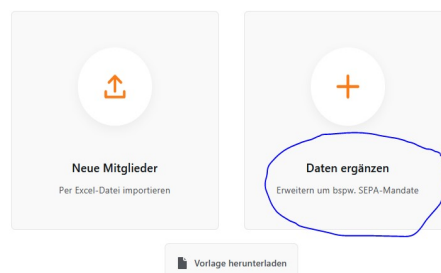 Neue Mitglieder
Per Excel-Datei importieren
Daten ergänzen
Erweitern um bspw. SEPA-Mandate
Vorlage herunterladen